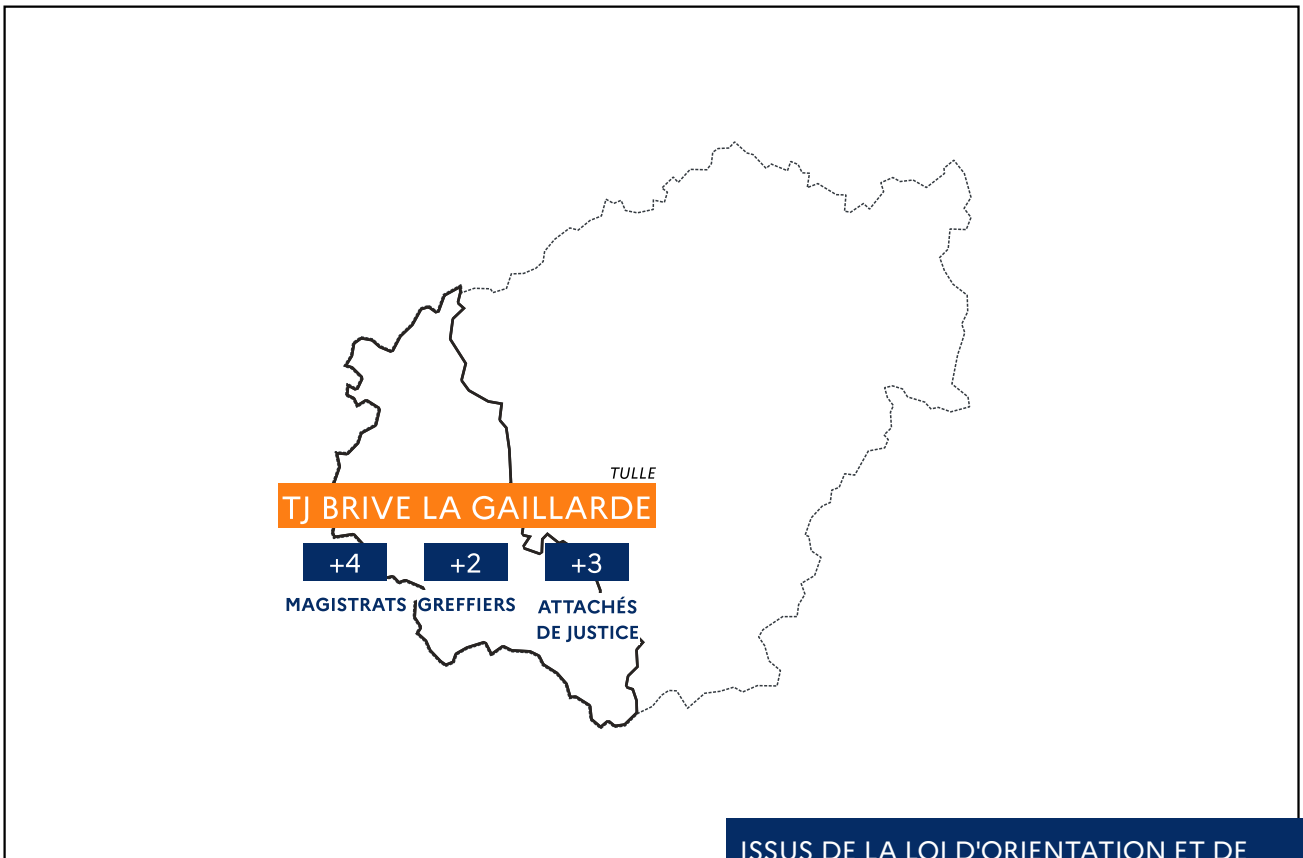 TULLE
TJ BRIVE LA GAILLARDE
+4
+2
+3
MAGISTRATS
GREFFIERS
ATTACHÉS
DE JUSTICE
ISSUS DE LA LOI D'ORIENTATION ET DE